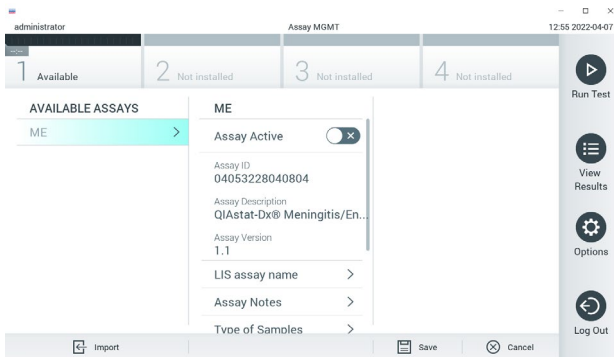 administrator
Assay MGMT
12:55 2022-04-07
--:--
1 Available
2 Not installed
3 Not installed
4 Not installed
Run Test
View
Results
Options
Log Out
AVAILABLE ASSAYS
ME
ME
Assay Active
Assay ID
04053228040804
Assay Description
QIAstat-Dx® Meningitis/En...
Assay Version
1.1
LIS assay name
Assay Notes
Type of Samples
Import
Save
Cancel